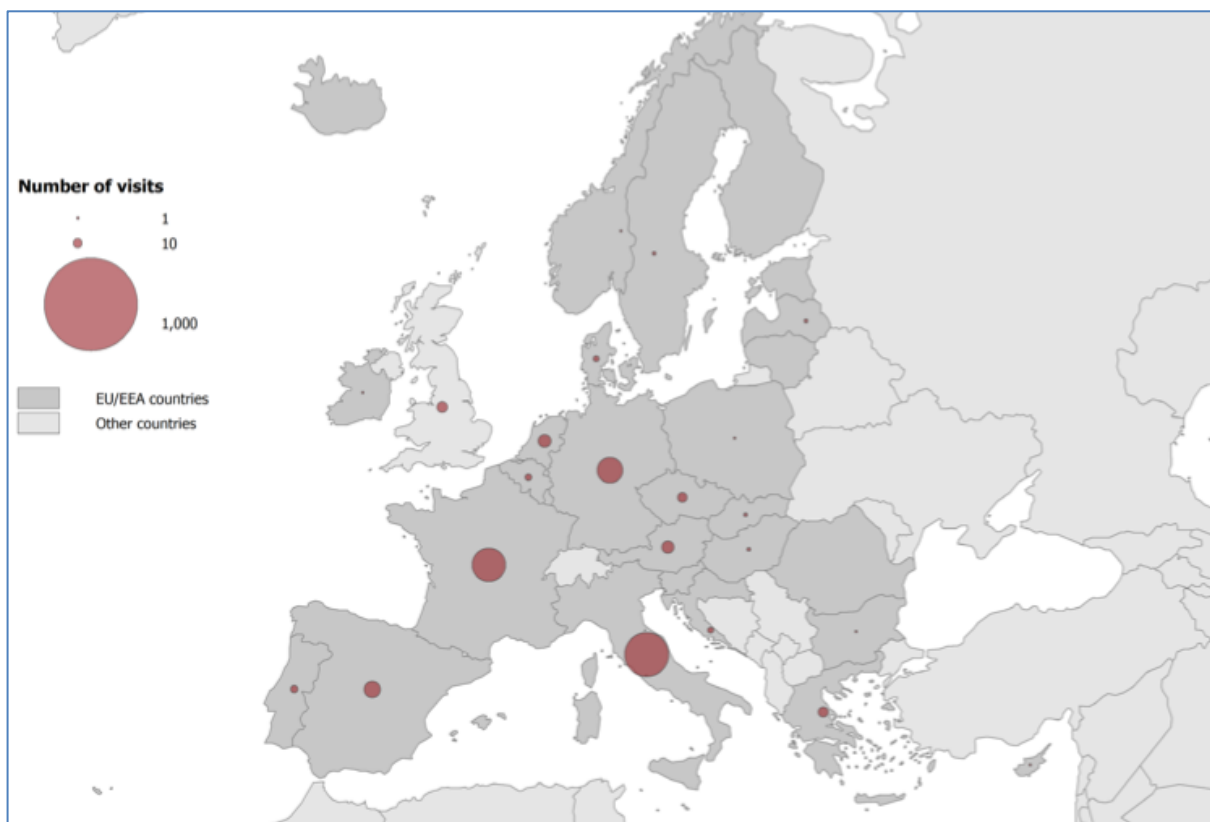 Number of visits
1
10
1,000
EU/EEA countries
Other countries